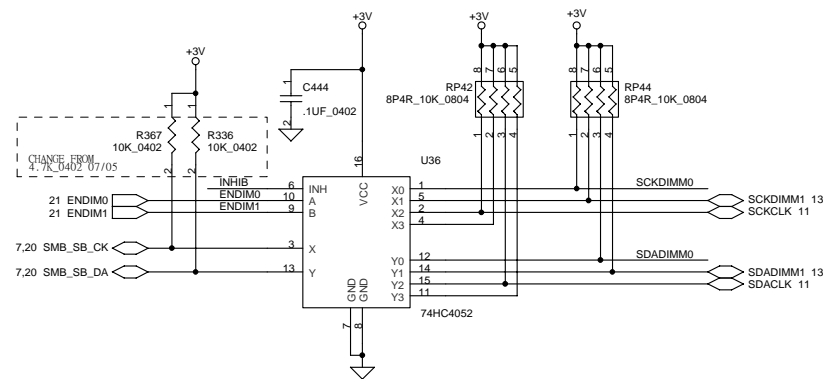 +3V
+3V
+3V
+3V
C444
.1UF_0402
1
2
8
7
6
5
RP42
8P4R_10K_0804
1
2
3
4
8
7
6
5
RP44
8P4R_10K_0804
1
2
3
4
1
1
R367
10K_0402
R336
10K_0402
2
2
CHANGE FROM
4.7K_0402 07/05
U36
16
VCC
INHIB
6
INH
21 ENDIM0
ENDIM0
10
A
21 ENDIM1
ENDIM1
9
B
7,20 SMB_SB_CK
3
X
7,20 SMB_SB_DA
13
Y
X0
1
SCKDIMM0
X1
5
SCKDIMM1 13
X2
2
SCKCLK 11
X3
4
Y0
12
SDADIMM0
Y1
14
SDADIMM1 13
Y2
15
SDACLK 11
Y3
11
GND
GND
7
8
74HC4052